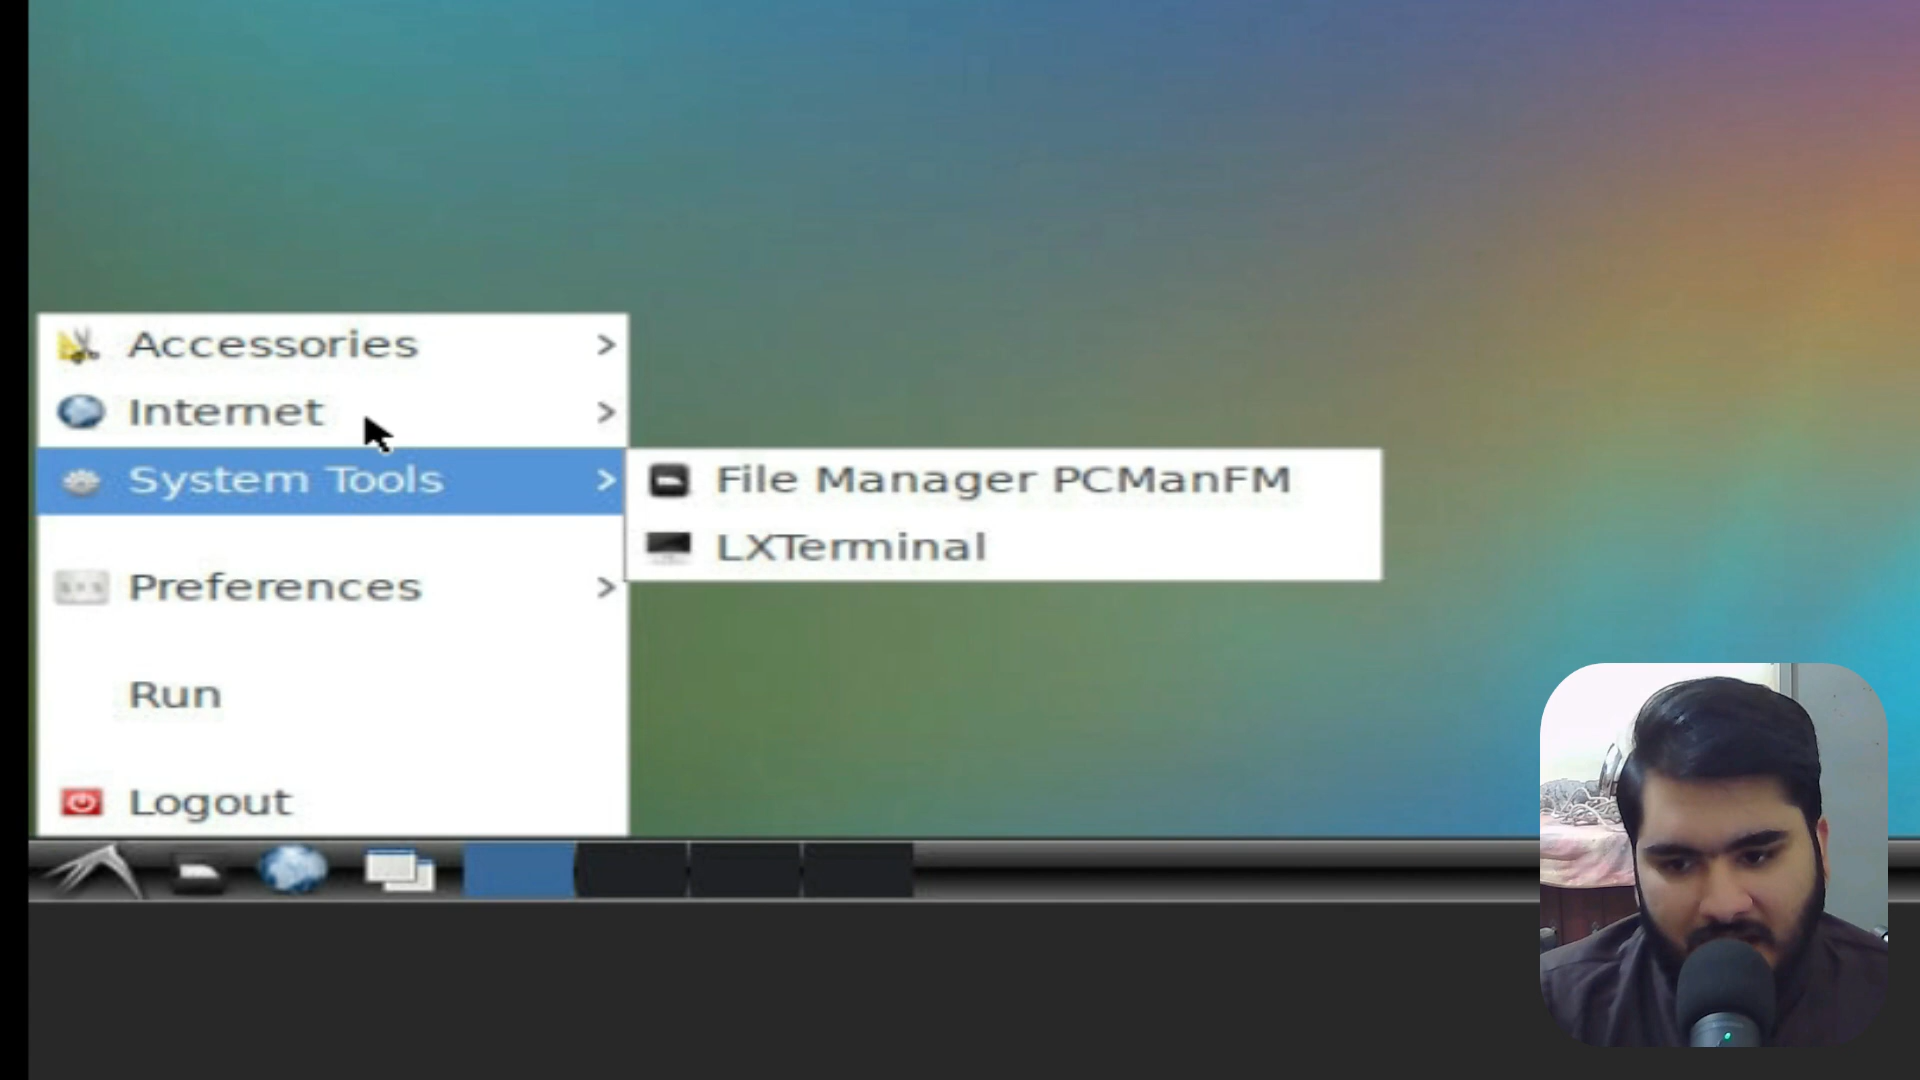 Accessories
Internet
System Tools
File Manager PCManFM
LXTerminal
Preferences
Run
Logout